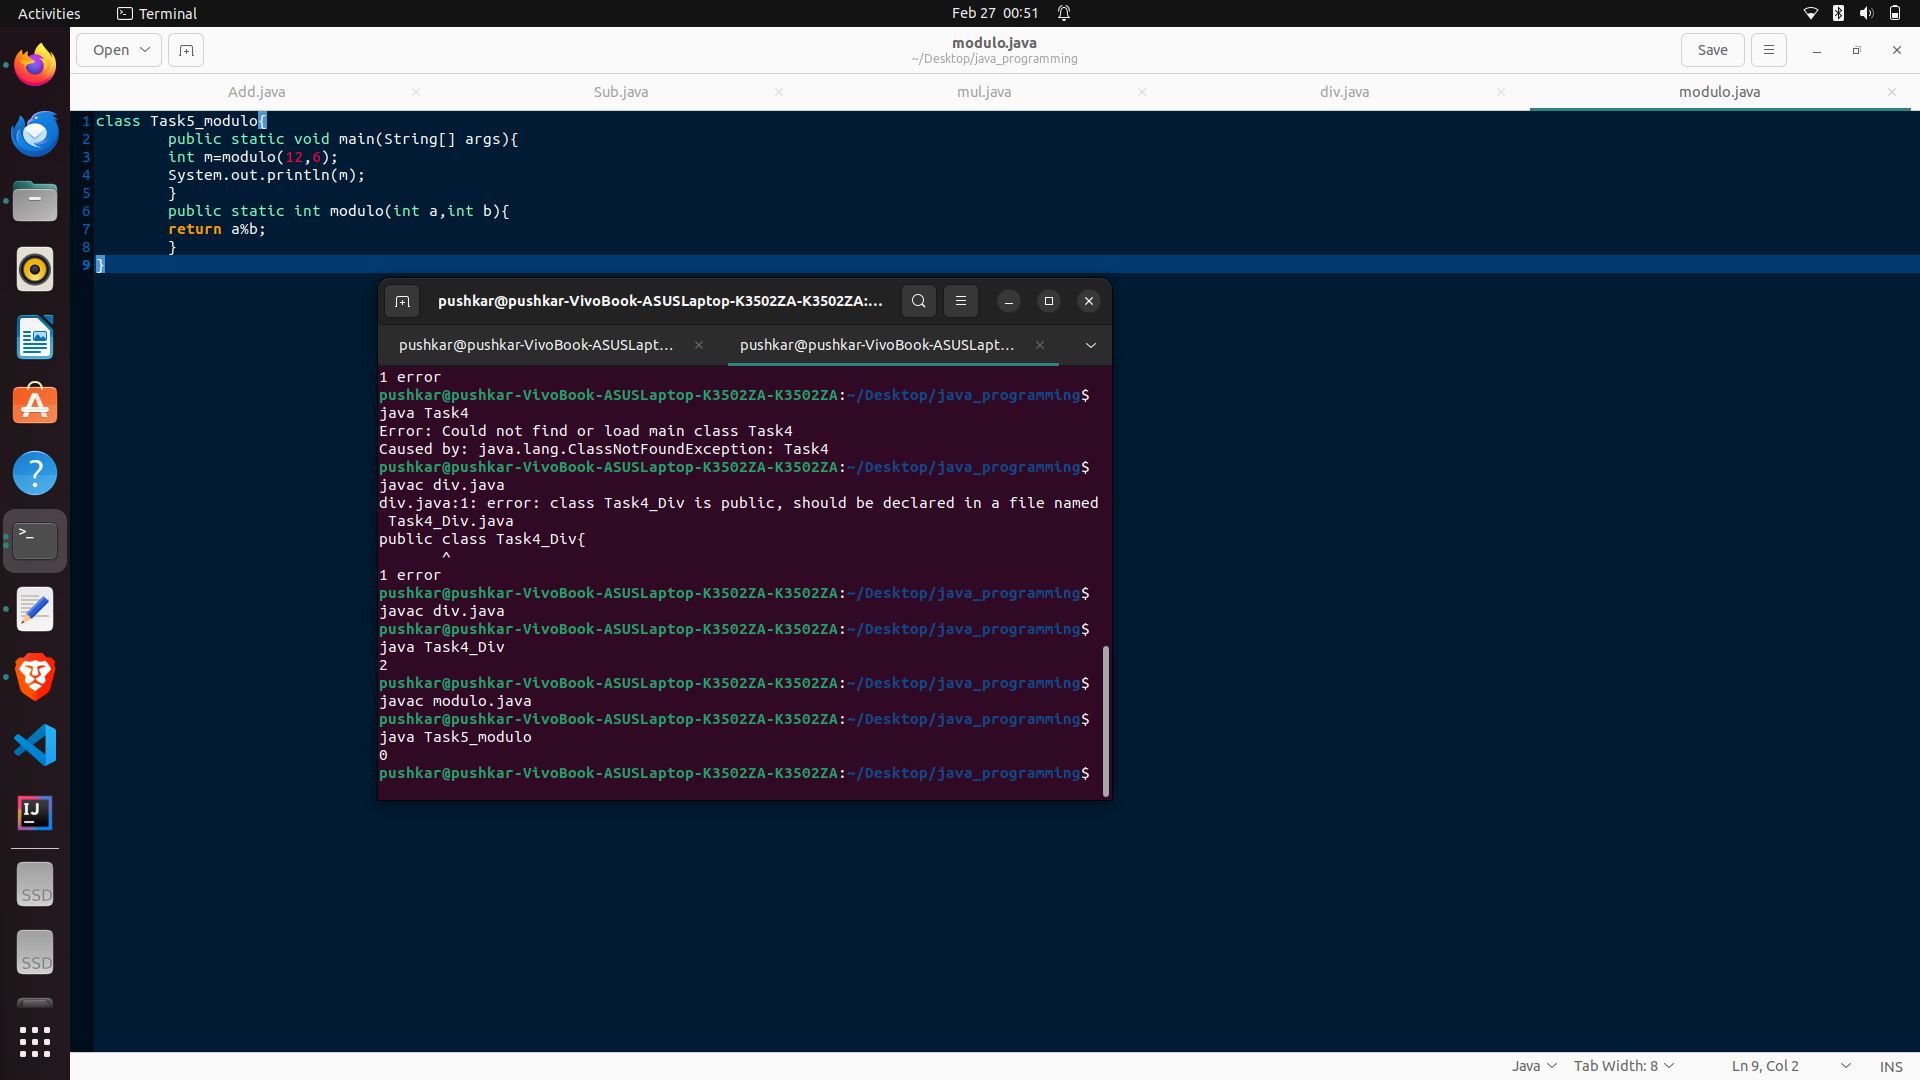 Activities
Terminal
Feb 27 00:51
Open
modulo.java
~/Desktop/java_programming
Save
Add.java
Sub.java
mul.java
div.java
modulo.java
1 class Task5_modulo{
2 public static void main(String[] args){
3 int m=modulo(12,6);
4 System.out.println(m);
5 }
6 public static int modulo(int a,int b){
7 return a%b;
8 }
9 }
pushkar@pushkar-VivoBook-ASUSLaptop-K3502ZA-K3502ZA:...
pushkar@pushkar-VivoBook-ASUSLapt...
pushkar@pushkar-VivoBook-ASUSLapt...
1 error
pushkar@pushkar-VivoBook-ASUSLaptop-K3502ZA-K3502ZA:~/Desktop/java_programming$
java Task4
Error: Could not find or load main class Task4
Caused by: java.lang.ClassNotFoundException: Task4
pushkar@pushkar-VivoBook-ASUSLaptop-K3502ZA-K3502ZA:~/Desktop/java_programming$
javac div.java
div.java:1: error: class Task4_Div is public, should be declared in a file named
Task4_Div.java
public class Task4_Div{
^
1 error
pushkar@pushkar-VivoBook-ASUSLaptop-K3502ZA-K3502ZA:~/Desktop/java_programming$
javac div.java
pushkar@pushkar-VivoBook-ASUSLaptop-K3502ZA-K3502ZA:~/Desktop/java_programming$
java Task4_Div
2
pushkar@pushkar-VivoBook-ASUSLaptop-K3502ZA-K3502ZA:~/Desktop/java_programming$
javac modulo.java
pushkar@pushkar-VivoBook-ASUSLaptop-K3502ZA-K3502ZA:~/Desktop/java_programming$
java Task5_modulo
0
pushkar@pushkar-VivoBook-ASUSLaptop-K3502ZA-K3502ZA:~/Desktop/java_programming$
IJ
SSD
SSD
Java
Tab Width: 8
Ln 9, Col 2
INS